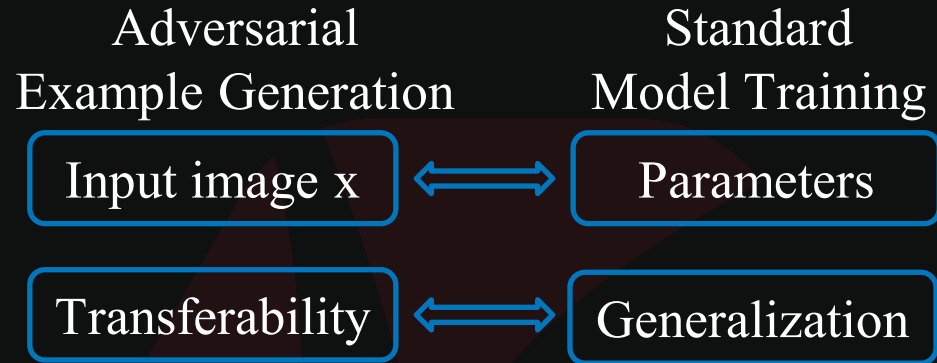 Adversarial
Example Generation
Standard
Model Training
Input image x
Parameters
Transferability
Generalization